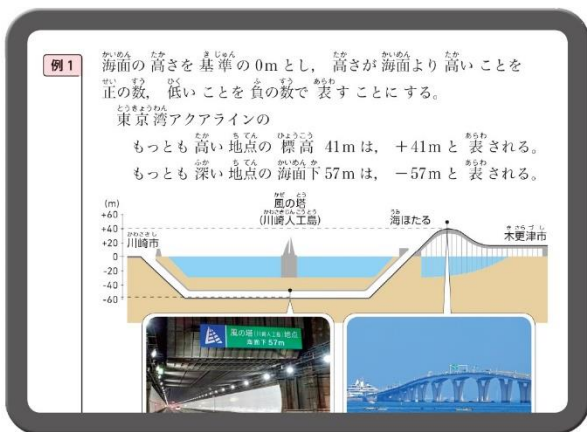 例1
海面の高さを基準の0mとし，高さが海面より高いことを
正の数，低いことを負の数で表すことにする。
東京湾アクアラインの
もっとも高い地点の標高 41mは，＋41mと表される。
もっとも深い地点の海面下57mは，－57mと表される。
(m)
+60
+40
+20
0
-20
-40
-60
川崎市
風の塔
(川崎人工島)
海ほたる
木更津市
風の塔(川崎人工島)地点
海面下57m